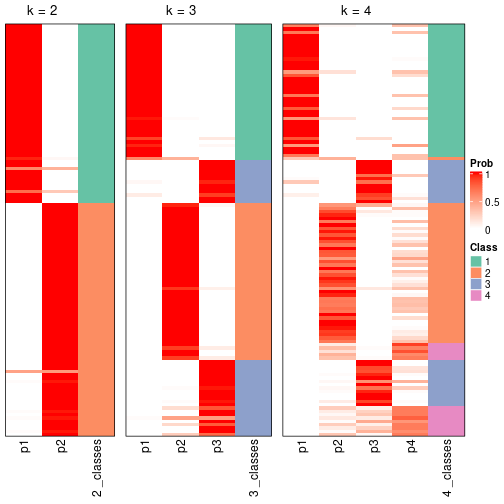 k = 2
k = 3
k = 4
p1
p2
2_classes
p1
p2
p3
3_classes
p1
p2
p3
p4
4_classes
Prob
1
0.5
0
Class
1
2
3
4